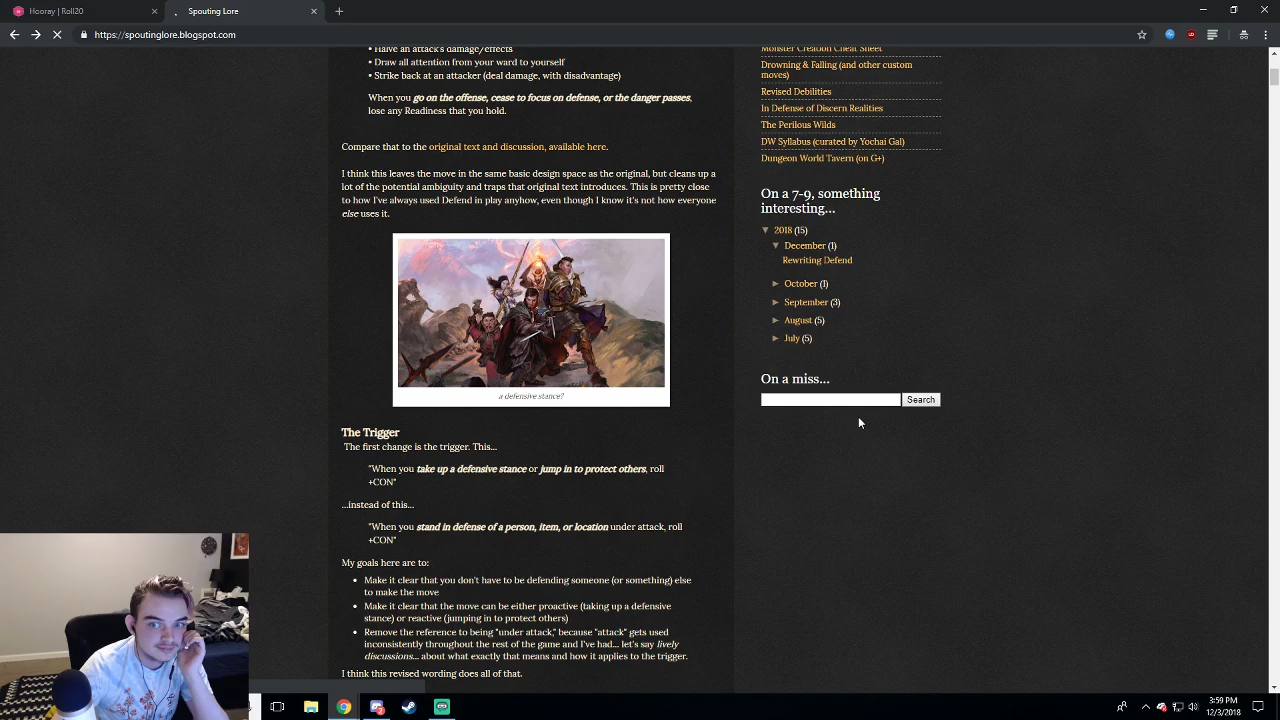 Hooray | Roll20
Spouting Lore
https://spoutinglore.blogspot.com
• Halve an attack's damage/effects
• Draw all attention from your ward to yourself
• Strike back at an attacker (deal damage, with disadvantage)
When you go on the offense, cease to focus on defense, or the danger passes,
lose any Readiness that you hold.
Compare that to the original text and discussion, available here.
I think this leaves the move in the same basic design space as the original, but cleans up
a lot of the potential ambiguity and traps that original text introduces. This is pretty close
to how I've always used Defend in play anyhow, even though I know it's not how everyone
else uses it.
a defensive stance?
The Trigger
The first change is the trigger. This...
"When you take up a defensive stance or jump in to protect others, roll
+CON"
...instead of this...
"When you stand in defense of a person, item, or location under attack, roll
+CON"
My goals here are to:
• Make it clear that you don't have to be defending someone (or something) else
to make the move
• Make it clear that the move can be either proactive (taking up a defensive
stance) or reactive (jumping in to protect others)
• Remove the reference to being "under attack," because "attack" gets used
inconsistently throughout the rest of the game and I've had... let's say lively
discussions... about what exactly that means and how it applies to the trigger.
I think this revised wording does all of that.
Monster Creation Cheat Sheet
Drowning & Falling (and other custom
moves)
Revised Debilities
In Defense of Discern Realities
The Perilous Wilds
DW Syllabus (curated by Yochai Gal)
Dungeon World Tavern (on G+)
On a 7-9, something
interesting...
▼ 2018 (15)
▼ December (1)
Rewriting Defend
► October (1)
► September (3)
► August (5)
► July (5)
On a miss...
Search
3:59 PM
12/3/2018